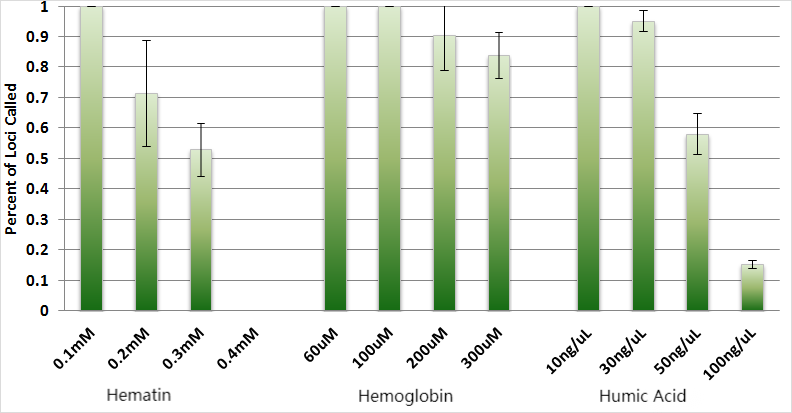 Percent of Loci Called
1
0.9
0.8
0.7
0.6
0.5
0.4
0.3
0.2
0.1
0
0.1mM
0.2mM
0.3mM
0.4mM
60uM
100uM
200uM
300uM
10ng/uL
30ng/uL
50ng/uL
100ng/uL
Hematin
Hemoglobin
Humic Acid